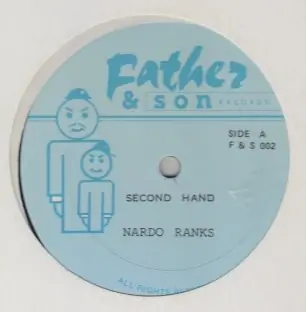 Father
& son RECORDS
SIDE A
F & S 002
SECOND HAND
NARDO RANKS
ALL RIGHTS